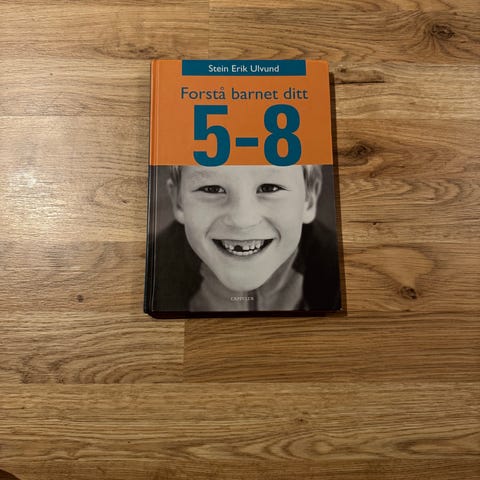 Stein Erik Ulvund
Forstå barnet ditt
5-8
CAPPELEN